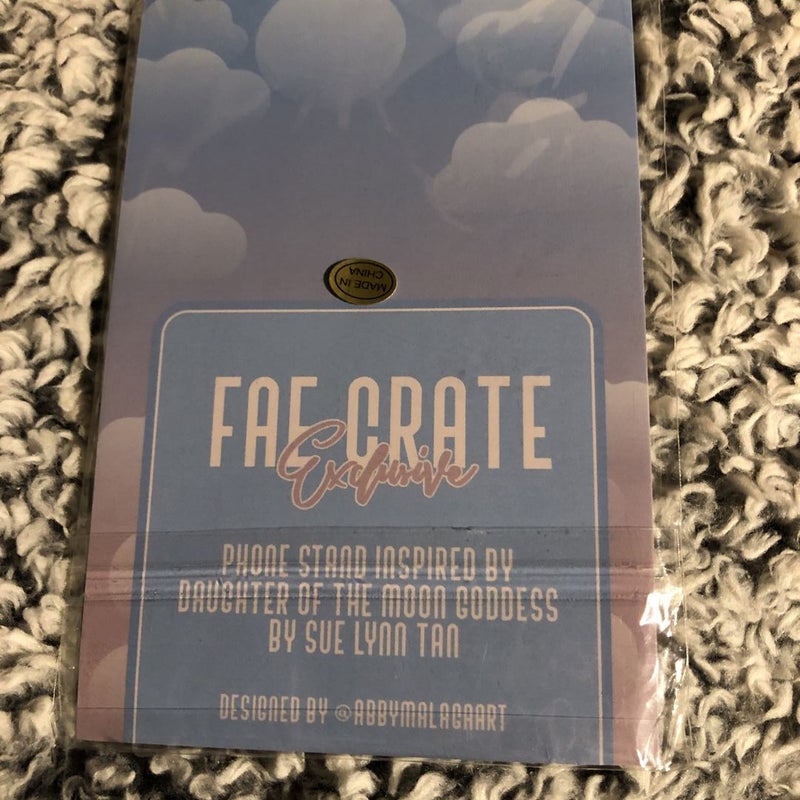 MADE IN
CHINA
FAE CRATE
Exclusive
PHONE STAND INSPIRED BY
DAUGHTER OF THE MOON GODDESS
BY SUE LYNN TAN
DESIGNED BY @ABBYMALAGAART